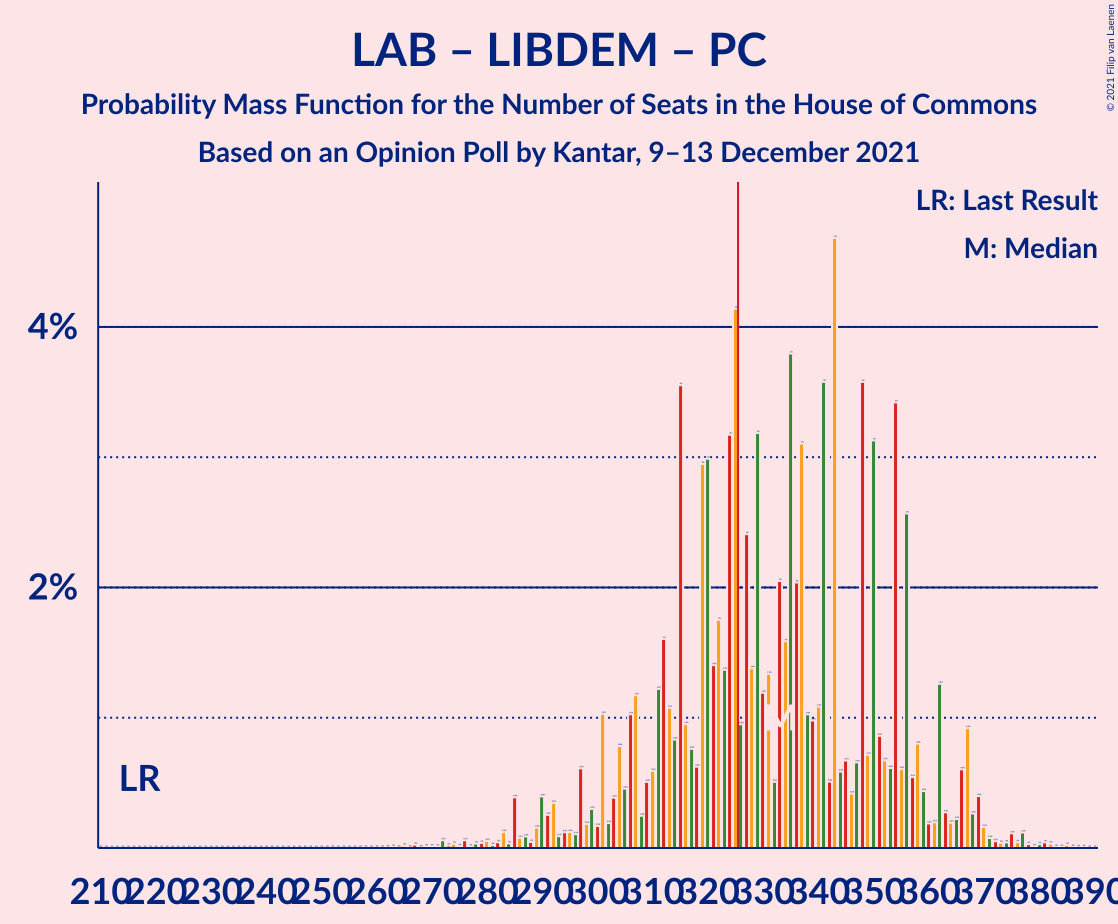 LAB – LIBDEM – PC
Probability Mass Function for the Number of Seats in the House of Commons
Based on an Opinion Poll by Kantar, 9–13 December 2021
© 2021 Filip van Laenen
LR: Last Result
M: Median
4%
2%
LR
M
210 220 230 240 250 260 270 280 290 300 310 320 330 340 350 360 370 380 390